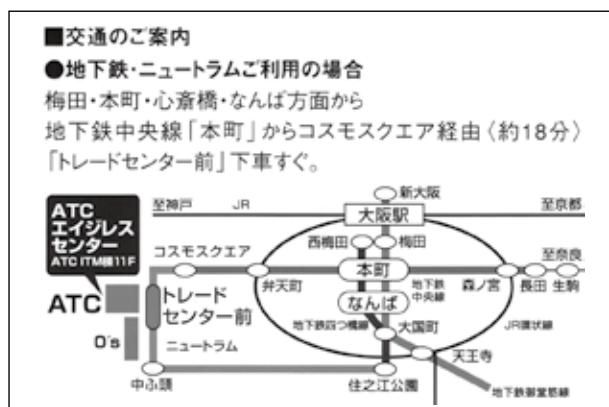 ■交通のご案内
●地下鉄・ニュートラムご利用の場合
梅田・本町・心斎橋・なんば方面から
地下鉄中央線「本町」からコスモスクエア経由〈約18分〉
「トレードセンター前」下車すぐ。
新大阪
至神戸 JR 大阪駅 至京都
ATC
エイジレス
センター
ATC ITM棟11F
西梅田 梅田
コスモスクエア
至奈良
弁天町 本町 森ノ宮 長田 生駒
地下鉄
中央線
ATC
トレード
センター前
なんば
地下鉄四つ橋線 大国町 JR環状線
O's
ニュートラム
天王寺
中ふ頭 住之江公園 地下鉄御堂筋線